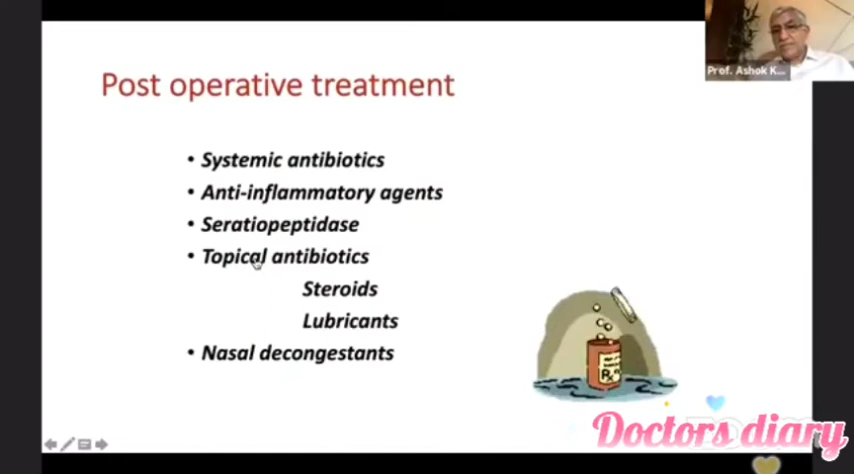 Prof. Ashok K...
Post operative treatment
• Systemic antibiotics
• Anti-inflammatory agents
• Seratiopeptidase
• Topical antibiotics
Steroids
Lubricants
• Nasal decongestants
Rx
Doctors diary